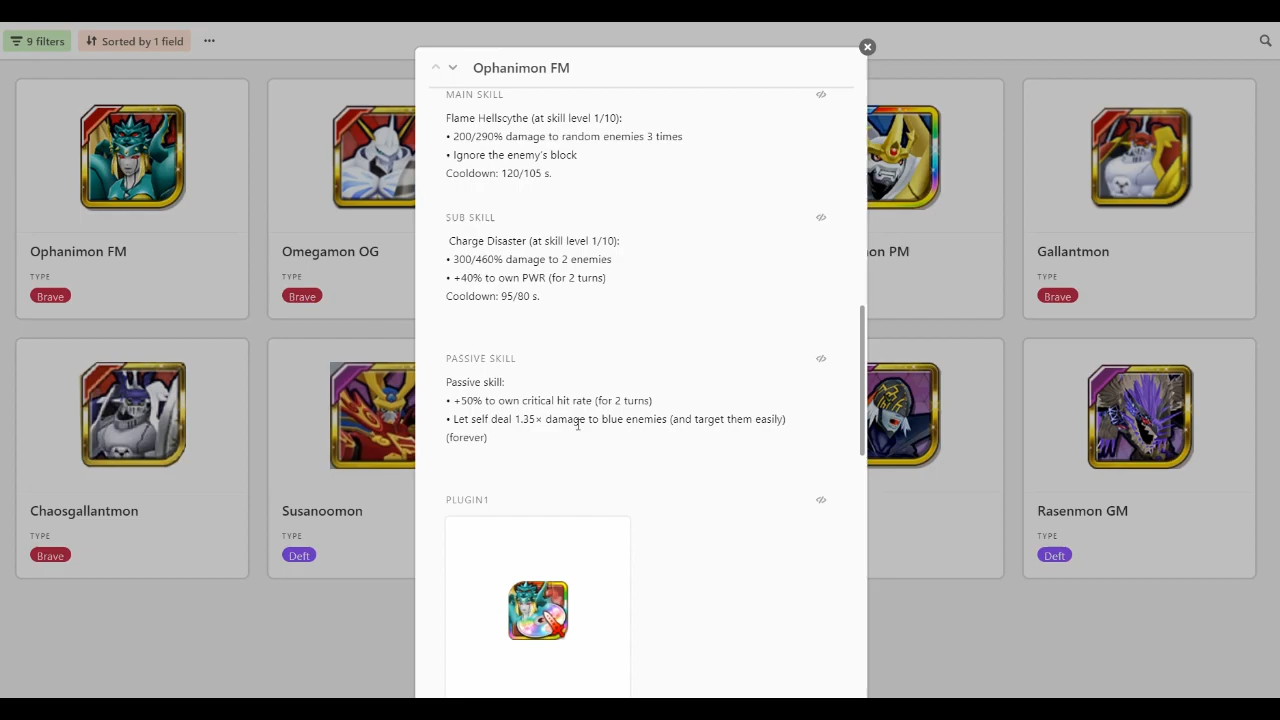 9 filters
Sorted by 1 field
Ophanimon FM
MAIN SKILL
Flame Hellscythe (at skill level 1/10):
• 200/290% damage to random enemies 3 times
• Ignore the enemy's block
Cooldown: 120/105 s.
SUB SKILL
Charge Disaster (at skill level 1/10):
• 300/460% damage to 2 enemies
• +40% to own PWR (for 2 turns)
Cooldown: 95/80 s.
PASSIVE SKILL
Passive skill:
• +50% to own critical hit rate (for 2 turns)
• Let self deal 1.35× damage to blue enemies (and target them easily)
(forever)
PLUGIN1
Ophanimon FM
TYPE
Brave
Omegamon OG
TYPE
Brave
on PM
Gallantmon
TYPE
Brave
Chaosgallantmon
TYPE
Brave
Susanoomon
TYPE
Deft
Rasenmon GM
TYPE
Deft